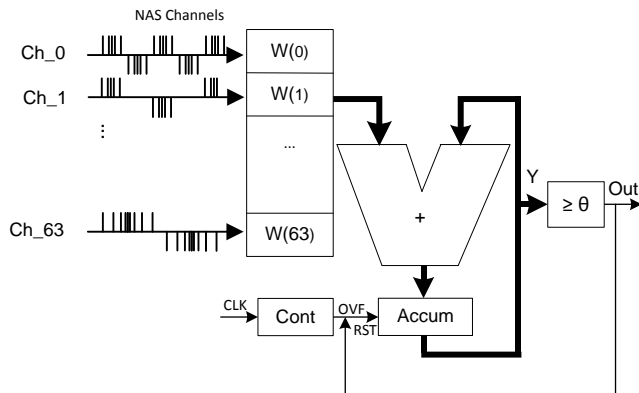 NAS Channels
Ch_0
W(0)
Ch_1
W(1)
...
...
Ch_63
W(63)
+
Y
≥ θ
Out
CLK
Cont
OVF
RST
Accum